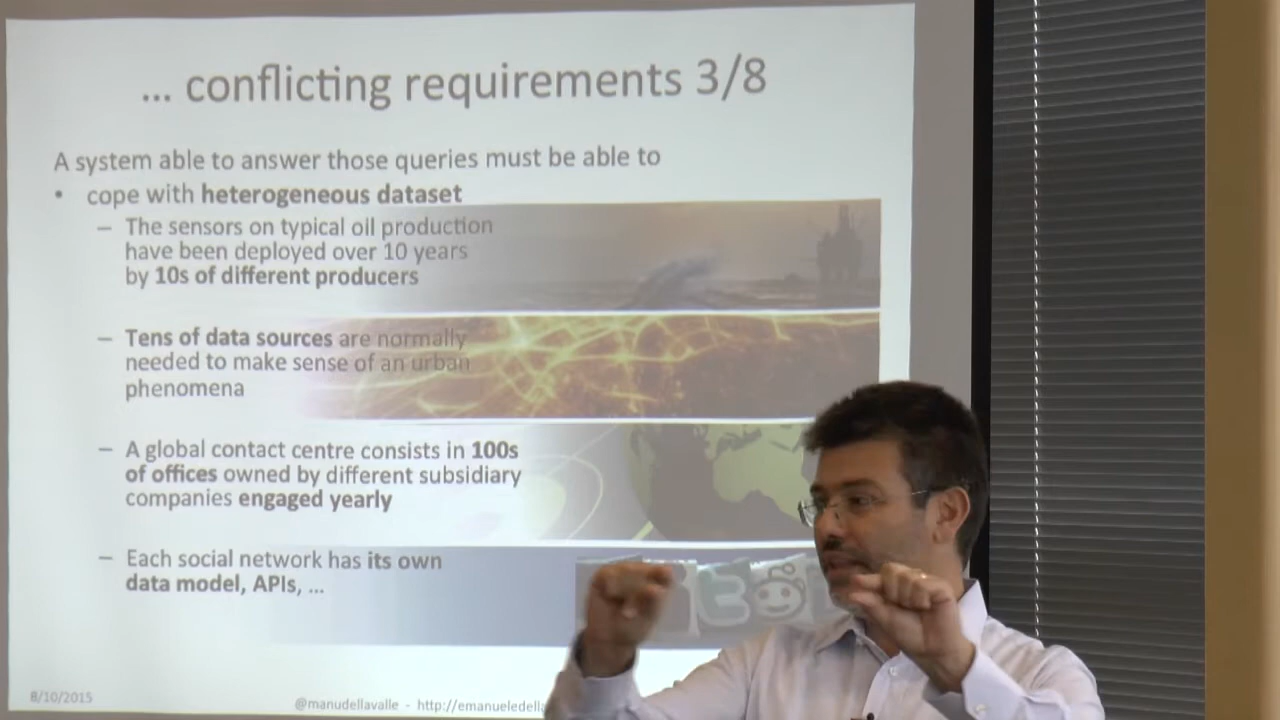 ... conflicting requirements 3/8
A system able to answer those queries must be able to
• cope with heterogeneous dataset
– The sensors on typical oil production
have been deployed over 10 years
by 10s of different producers
– Tens of data sources are normally
needed to make sense of an urban
phenomena
– A global contact centre consists in 100s
of offices owned by different subsidiary
companies engaged yearly
– Each social network has its own
data model, APIs, ...
8/10/2015
@manudellavalle - http://emanueledella